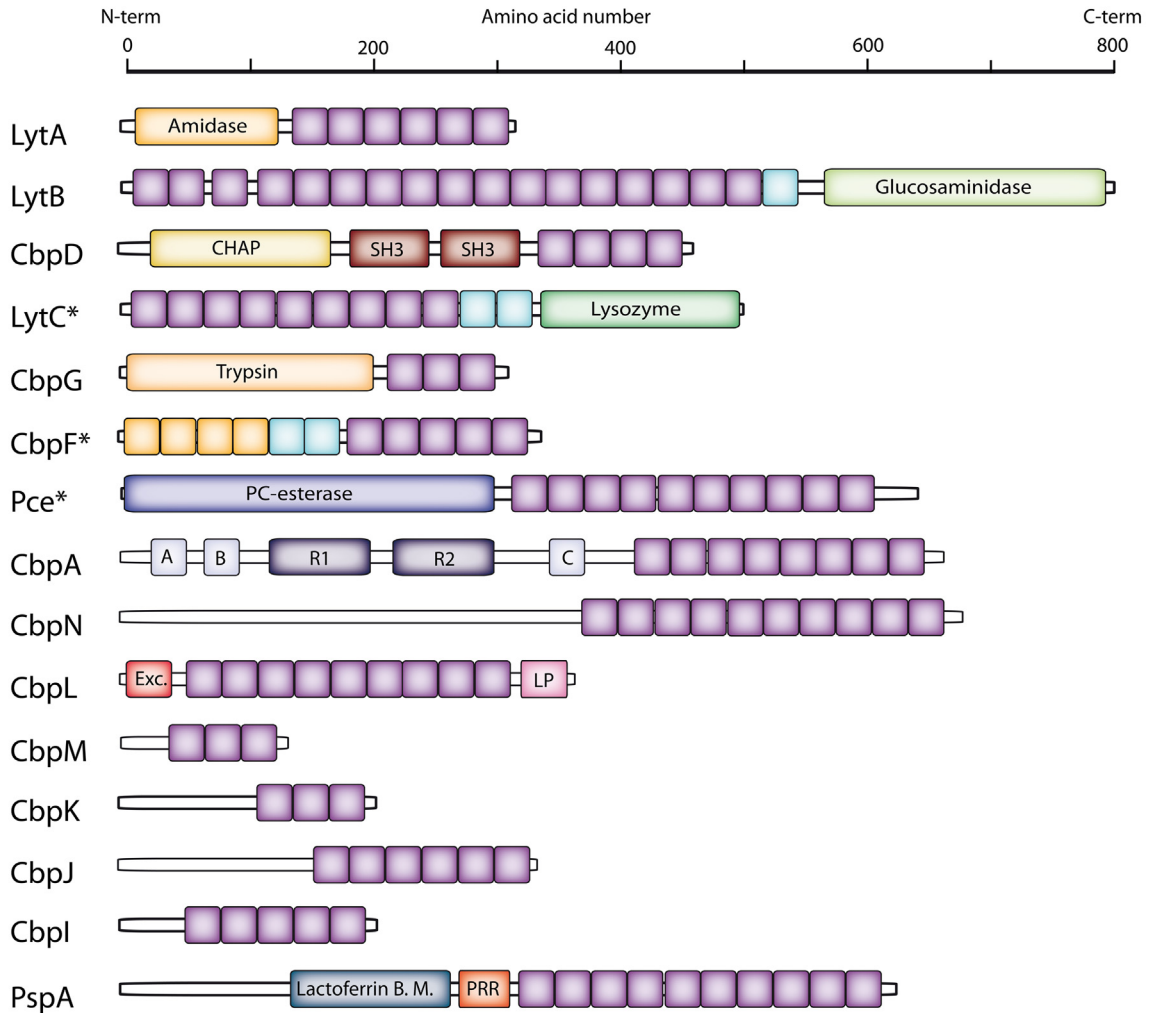 N-term Amino acid number C-term
0 200 400 600 800
LytA Amidase
LytB Glucosaminidase
CbpD CHAP SH3 SH3
LytC* Lysozyme
CbpG Trypsin
CbpF*
Pce* PC-esterase
CbpA A B R1 R2 C
CbpN
CbpL Exc. LP
CbpM
CbpK
CbpJ
CbpI
PspA Lactoferrin B. M. PRR